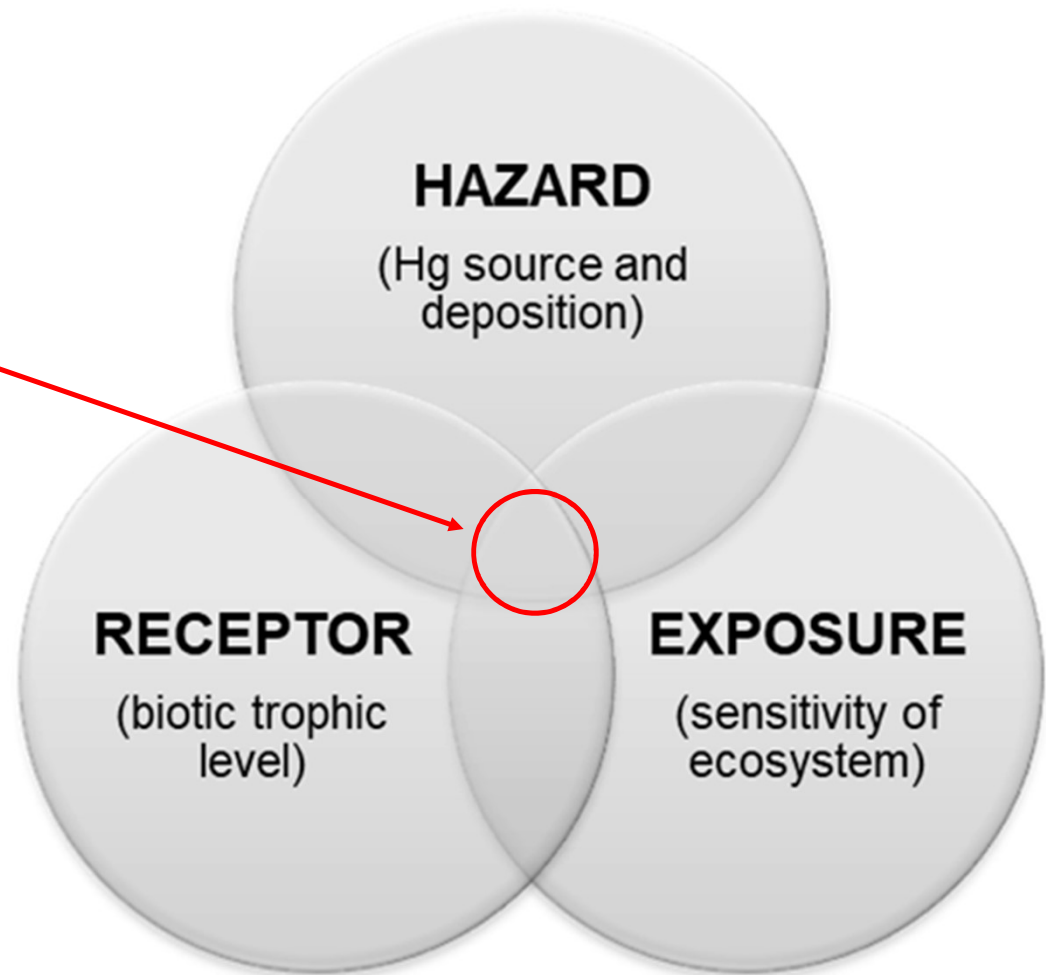 HAZARD
(Hg source and
deposition)
RECEPTOR
(biotic trophic
level)
EXPOSURE
(sensitivity of
ecosystem)